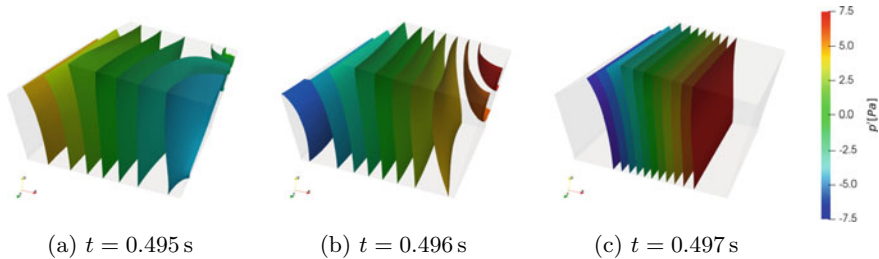 7.5
5.0
2.5
0.0
-2.5
-5.0
-7.5
p'[Pa]
(a) t = 0.495 s
(b) t = 0.496 s
(c) t = 0.497 s